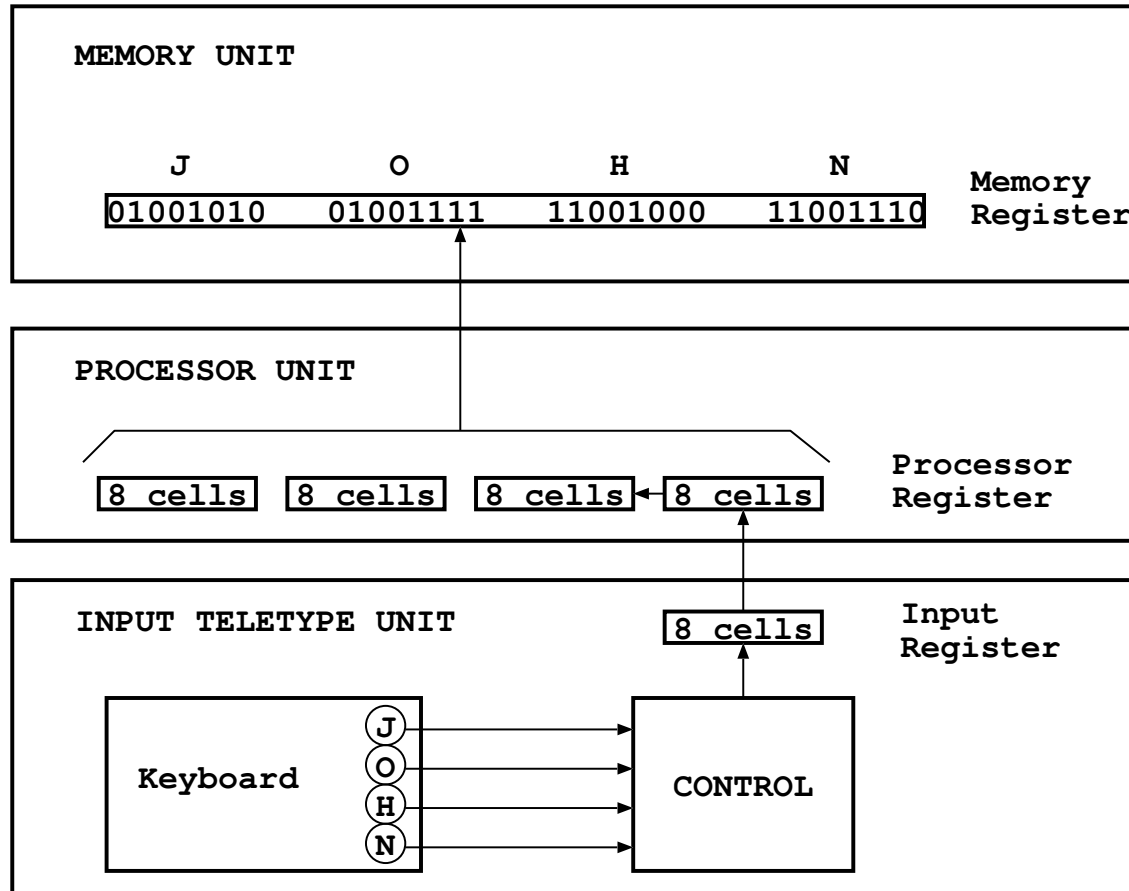 MEMORY UNIT
J O H N
01001010 01001111 11001000 11001110
Memory
Register
PROCESSOR UNIT
8 cells 8 cells 8 cells 8 cells
Processor
Register
INPUT TELETYPE UNIT
8 cells
Input
Register
J
O
H
N
Keyboard
CONTROL